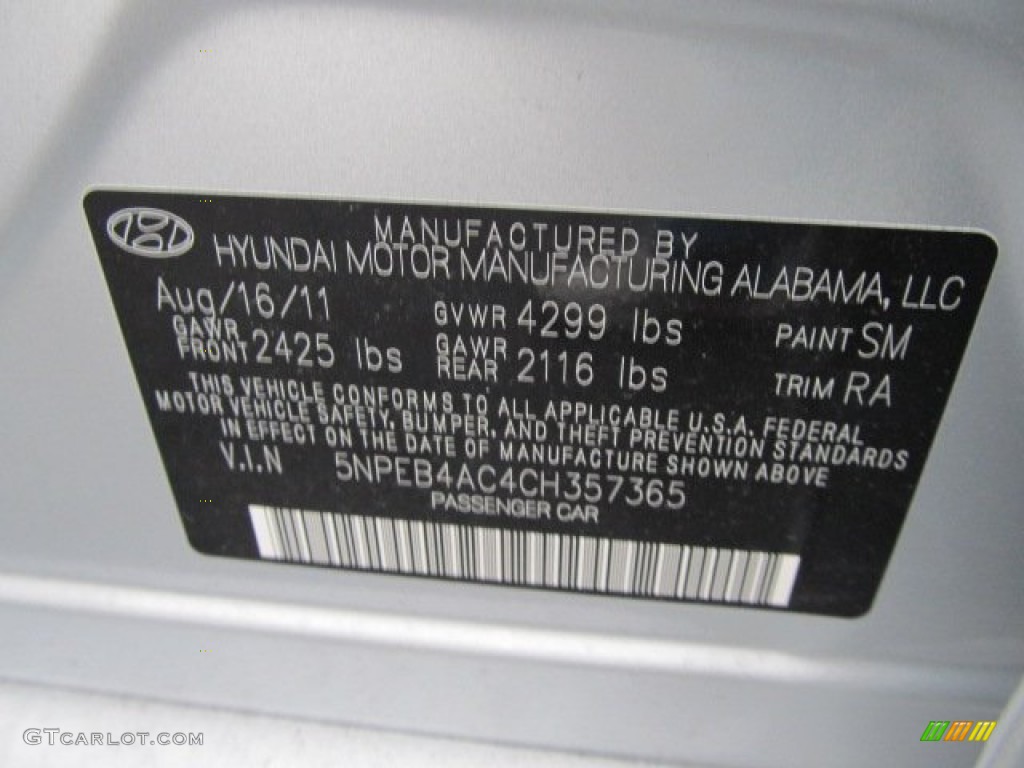 MANUFACTURED BY
HYUNDAI MOTOR MANUFACTURING ALABAMA, LLC
Aug/16/11 GVWR 4299 lbs PAINT SM
GAWR FRONT 2425 lbs GAWR REAR 2116 lbs TRIM RA
THIS VEHICLE CONFORMS TO ALL APPLICABLE U.S.A. FEDERAL
MOTOR VEHICLE SAFETY, BUMPER, AND THEFT PREVENTION STANDARDS
IN EFFECT ON THE DATE OF MANUFACTURE SHOWN ABOVE
V.I.N 5NPEB4AC4CH357365
PASSENGER CAR
GTCARLOT.COM